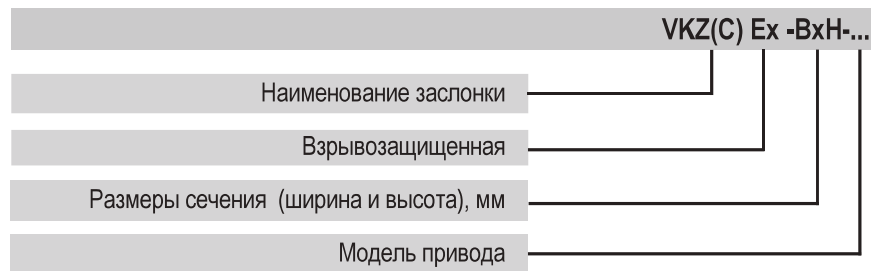 VKZ(C) Ex -BxH-...
Наименование заслонки
Взрывозащищенная
Размеры сечения (ширина и высота), мм
Модель привода